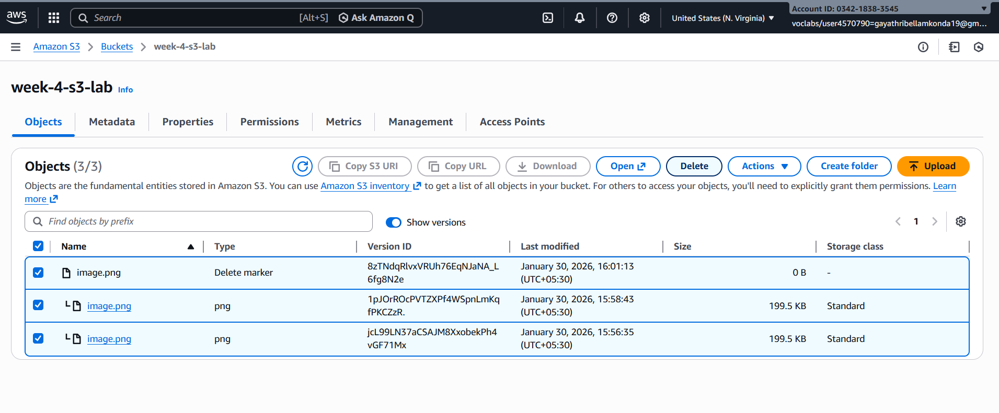 aws
Search [Alt+S] Ask Amazon Q
United States (N. Virginia)
Account ID: 0342-1838-3545
voclabs/user4570790=gayathribellamkonda19@gm...
Amazon S3 Buckets week-4-s3-lab
week-4-s3-lab Info
Objects Metadata Properties Permissions Metrics Management Access Points
Objects (3/3)
Copy S3 URI Copy URL Download Open Delete Actions Create folder Upload
Objects are the fundamental entities stored in Amazon S3. You can use Amazon S3 inventory to get a list of all objects in your bucket. For others to access your objects, you'll need to explicitly grant them permissions. Learn
more
Find objects by prefix Show versions 1
Name Type Version ID Last modified Size Storage class
image.png Delete marker 8zTNdqRlvxVRUh76EqNJaNA_L January 30, 2026, 16:01:13 0 B -
6fg8N2e (UTC+05:30)
image.png png 1pJOrROcPVTZXPf4WSpnLmKq January 30, 2026, 15:58:43 199.5 KB Standard
fPKCZzR. (UTC+05:30)
image.png png jcL99LN37aCSAJM8XxobekPh4 January 30, 2026, 15:56:35 199.5 KB Standard
vGF71Mx (UTC+05:30)